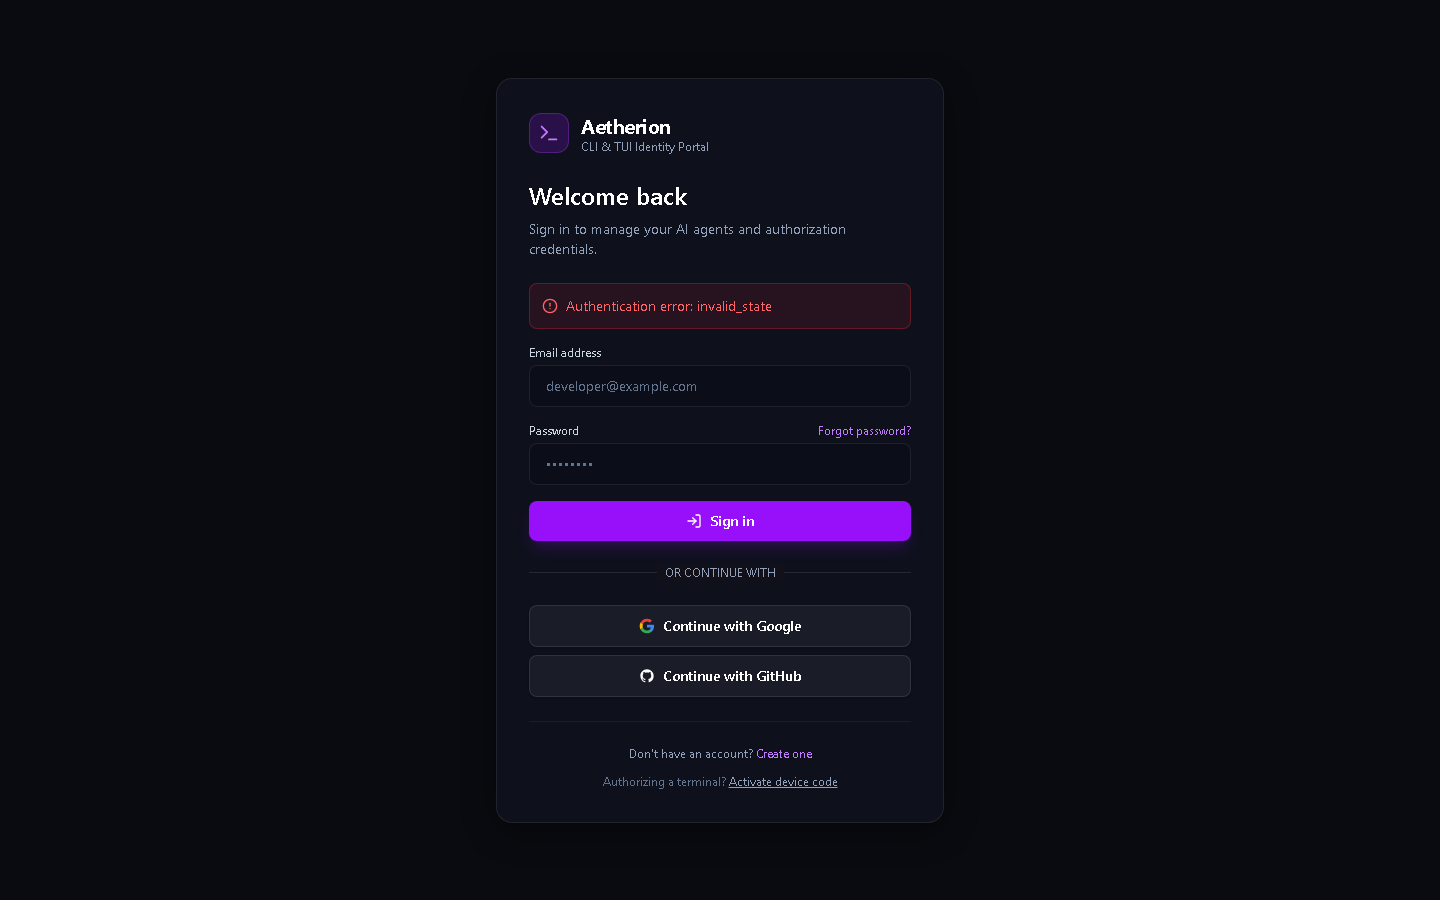 Aetherion
CLI & TUI Identity Portal
Welcome back
Sign in to manage your AI agents and authorization
credentials.
Authentication error: invalid_state
Email address
developer@example.com
Password
Forgot password?
••••••••
Sign in
OR CONTINUE WITH
Continue with Google
Continue with GitHub
Don't have an account? Create one
Authorizing a terminal? Activate device code